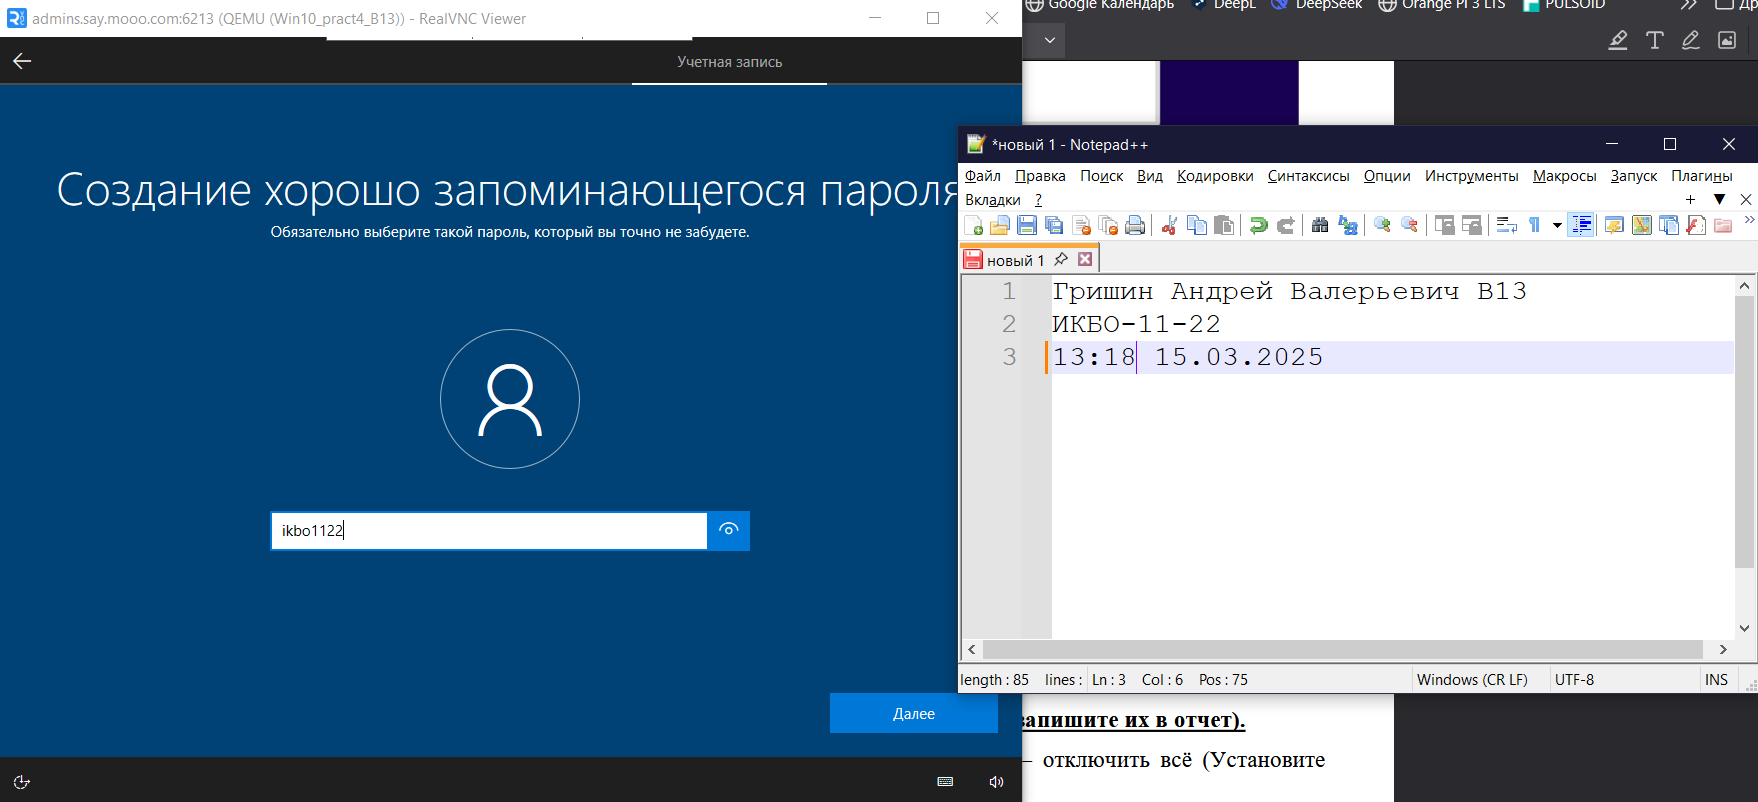 admins.say.mooo.com:6213 (QEMU (Win10_pract4_B13)) - RealVNC Viewer
Учетная запись
Создание хорошо запоминающегося пароля
Обязательно выберите такой пароль, который вы точно не забудете.
ikbo1122
Далее
Google Календарь DeepL DeepSeek Orange Pi 3 LTS PULSOID
*новый 1 - Notepad++
Файл Правка Поиск Вид Кодировки Синтаксисы Опции Инструменты Макросы Запуск Плагины
Вкладки ?
новый 1
1 Гришин Андрей Валерьевич В13
2 ИКБО-11-22
3 13:18 15.03.2025
length : 85 lines : Ln : 3 Col : 6 Pos : 75 Windows (CR LF) UTF-8 INS
запишите их в отчет).
– отключить всё (Установите